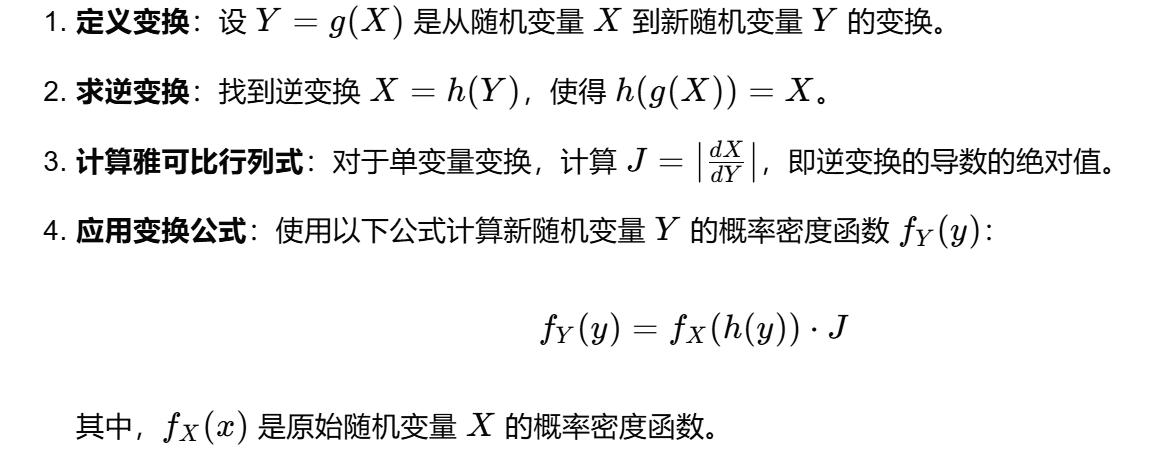 1. 定义变换：设 Y = g(X) 是从随机变量 X 到新随机变量 Y 的变换。
2. 求逆变换：找到逆变换 X = h(Y)，使得 h(g(X)) = X。
3. 计算雅可比行列式：对于单变量变换，计算 J = |dX/dY|，即逆变换的导数的绝对值。
4. 应用变换公式：使用以下公式计算新随机变量 Y 的概率密度函数 f_Y(y)：
f_Y(y) = f_X(h(y)) · J
其中，f_X(x) 是原始随机变量 X 的概率密度函数。